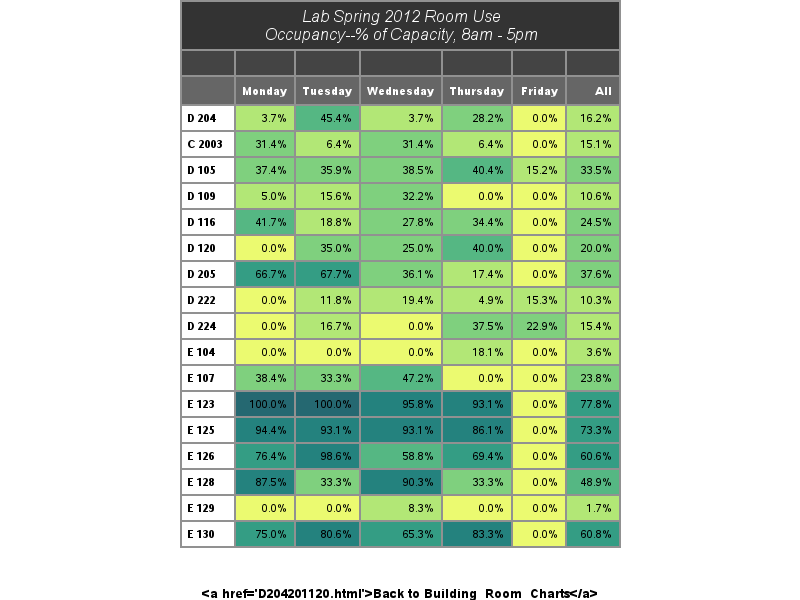 Lab Spring 2012 Room Use
Occupancy--% of Capacity, 8am - 5pm
Monday Tuesday Wednesday Thursday Friday All
D 204 3.7% 45.4% 3.7% 28.2% 0.0% 16.2%
C 2003 31.4% 6.4% 31.4% 6.4% 0.0% 15.1%
D 105 37.4% 35.9% 38.5% 40.4% 15.2% 33.5%
D 109 5.0% 15.6% 32.2% 0.0% 0.0% 10.6%
D 116 41.7% 18.8% 27.8% 34.4% 0.0% 24.5%
D 120 0.0% 35.0% 25.0% 40.0% 0.0% 20.0%
D 205 66.7% 67.7% 36.1% 17.4% 0.0% 37.6%
D 222 0.0% 11.8% 19.4% 4.9% 15.3% 10.3%
D 224 0.0% 16.7% 0.0% 37.5% 22.9% 15.4%
E 104 0.0% 0.0% 0.0% 18.1% 0.0% 3.6%
E 107 38.4% 33.3% 47.2% 0.0% 0.0% 23.8%
E 123 100.0% 100.0% 95.8% 93.1% 0.0% 77.8%
E 125 94.4% 93.1% 93.1% 86.1% 0.0% 73.3%
E 126 76.4% 98.6% 58.8% 69.4% 0.0% 60.6%
E 128 87.5% 33.3% 90.3% 33.3% 0.0% 48.9%
E 129 0.0% 0.0% 8.3% 0.0% 0.0% 1.7%
E 130 75.0% 80.6% 65.3% 83.3% 0.0% 60.8%
<a href='D204201120.html'>Back to Building_Room_Charts</a>